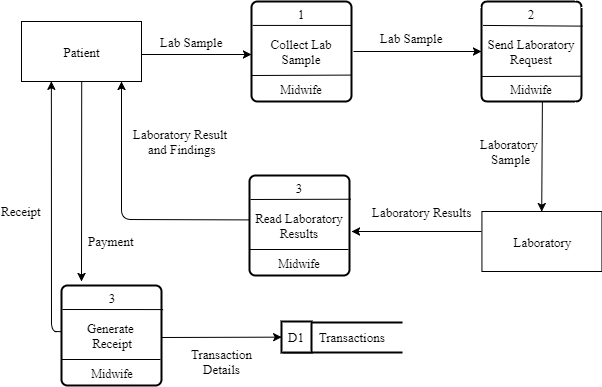 1
2
Patient
Lab Sample
Collect Lab
Sample
Lab Sample
Send Laboratory
Request
Midwife
Midwife
Laboratory Result
and Findings
Laboratory
Sample
3
Receipt
Read Laboratory
Results
Laboratory Results
Payment
Laboratory
Midwife
3
Generate
Receipt
D1
Transactions
Transaction
Details
Midwife